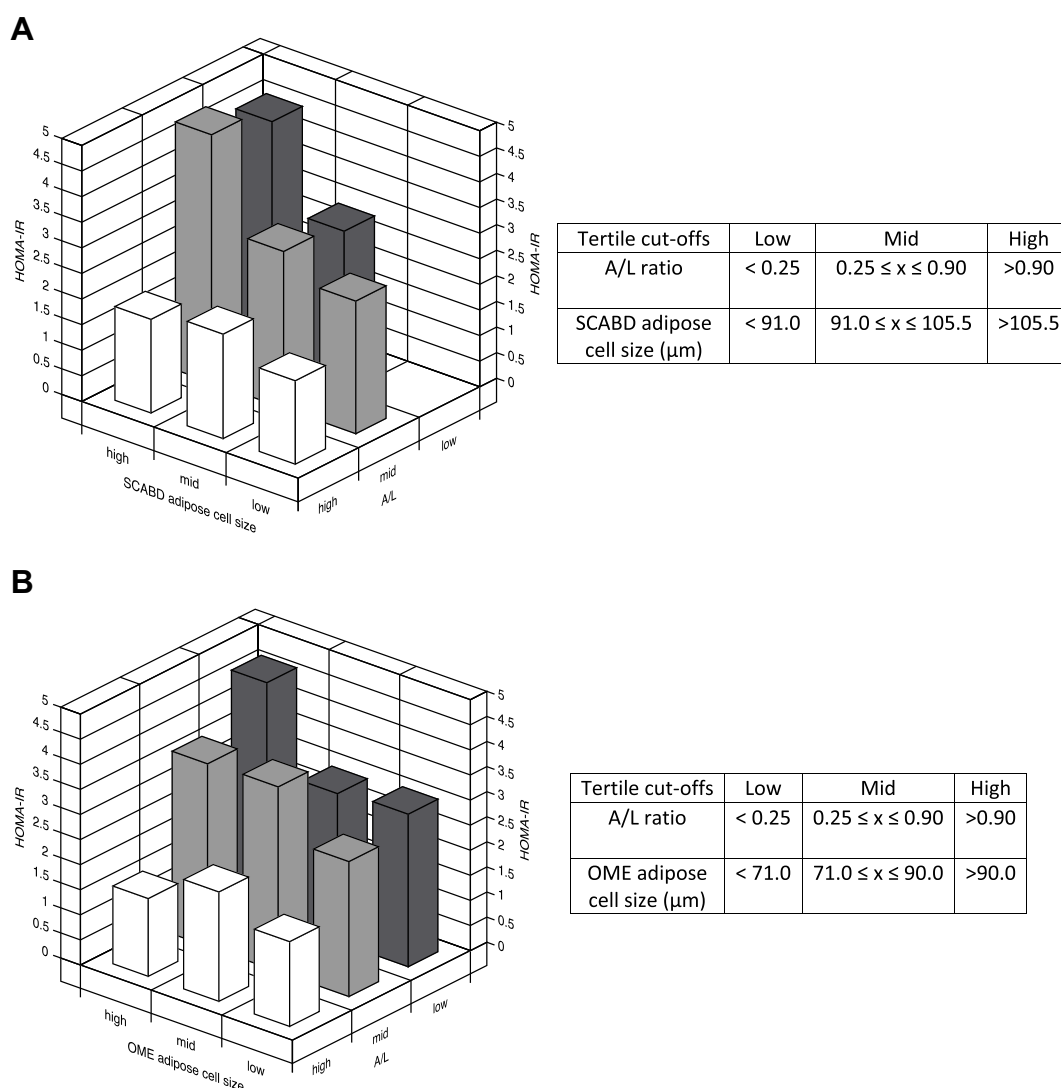 A
5
4.5
4
3.5
3
2.5
2
1.5
1
0.5
0
HOMA-IR
5
4.5
4
3.5
3
2.5
2
1.5
1
0.5
0
HOMA-IR
high
mid
low
SCABD adipose cell size
high
mid
low
A/L
Tertile cut-offs Low Mid High
A/L ratio < 0.25 0.25 ≤ x ≤ 0.90 >0.90
SCABD adipose < 91.0 91.0 ≤ x ≤ 105.5 >105.5
cell size (µm)
B
5
4.5
4
3.5
3
2.5
2
1.5
1
0.5
0
HOMA-IR
5
4.5
4
3.5
3
2.5
2
1.5
1
0.5
0
HOMA-IR
high
mid
low
OME adipose cell size
high
mid
low
A/L
Tertile cut-offs Low Mid High
A/L ratio < 0.25 0.25 ≤ x ≤ 0.90 >0.90
OME adipose < 71.0 71.0 ≤ x ≤ 90.0 >90.0
cell size (µm)